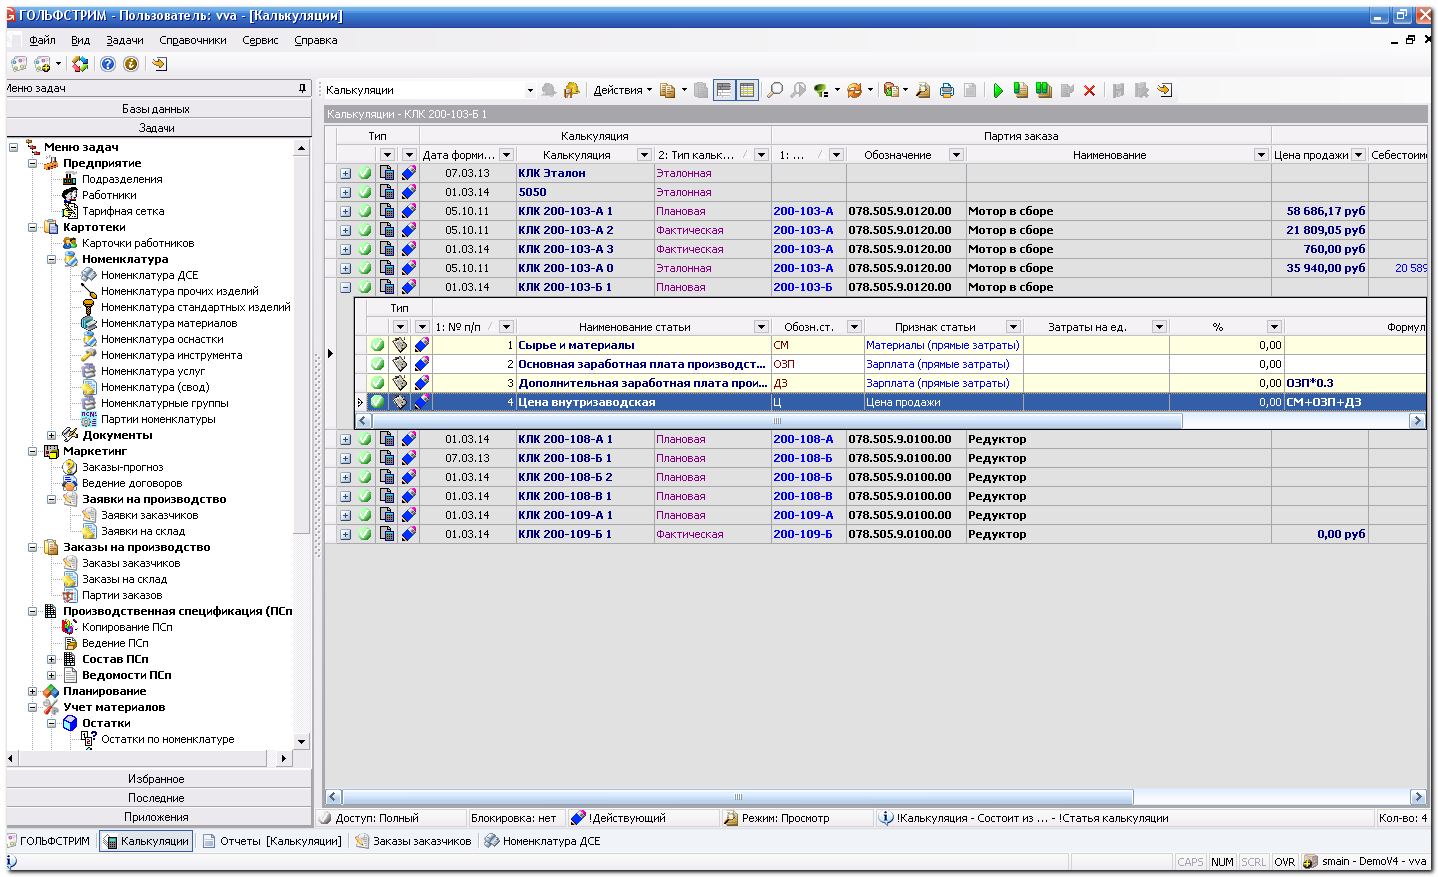 ГОЛЬФСТРИМ - Пользователь: vva - [Калькуляции]
Файл Вид Задачи Справочники Сервис Справка
Меню задач
Базы данных
Задачи
Меню задач
Предприятие
Подразделения
Работники
Тарифная сетка
Картотеки
Карточки работников
Номенклатура
Номенклатура ДСЕ
Номенклатура прочих изделий
Номенклатура стандартных изделий
Номенклатура материалов
Номенклатура оснастки
Номенклатура инструмента
Номенклатура услуг
Номенклатура (свод)
Номенклатурные группы
Партии номенклатуры
Документы
Маркетинг
Заказы-прогноз
Ведение договоров
Заявки на производство
Заявки заказчиков
Заявки на склад
Заказы на производство
Заказы заказчиков
Заказы на склад
Партии заказов
Производственная спецификация (ПСп
Копирование ПСп
Ведение ПСп
Состав ПСп
Ведомости ПСп
Планирование
Учет материалов
Остатки
Остатки по номенклатуре
Избранное
Последние
Приложения
Калькуляции Действия
Калькуляции - КЛК 200-103-Б 1
Тип Калькуляция Партия заказа
Дата форми... Калькуляция 2: Тип кальк... 1: ... Обозначение Наименование Цена продажи Себестоим
07.03.13 КЛК Эталон Эталонная
01.03.14 5050 Эталонная
05.10.11 КЛК 200-103-А 1 Плановая 200-103-А 078.505.9.0120.00 Мотор в сборе 58 686,17 руб
05.10.11 КЛК 200-103-А 2 Фактическая 200-103-А 078.505.9.0120.00 Мотор в сборе 21 809,05 руб
01.03.14 КЛК 200-103-А 3 Фактическая 200-103-А 078.505.9.0120.00 Мотор в сборе 760,00 руб
05.10.11 КЛК 200-103-А 0 Эталонная 200-103-А 078.505.9.0120.00 Мотор в сборе 35 940,00 руб 20 589
01.03.14 КЛК 200-103-Б 1 Плановая 200-103-Б 078.505.9.0120.00 Мотор в сборе
Тип
1: № п/п Наименование статьи Обозн.ст. Признак статьи Затраты на ед. % Формул
1 Сырье и материалы СМ Материалы (прямые затраты) 0,00
2 Основная заработная плата производст... ОЗП Зарплата (прямые затраты) 0,00
3 Дополнительная заработная плата прои... ДЗ Зарплата (прямые затраты) 0,00 ОЗП*0.3
4 Цена внутризаводская Ц Цена продажи 0,00 СМ+ОЗП+ДЗ
01.03.14 КЛК 200-108-А 1 Плановая 200-108-А 078.505.9.0100.00 Редуктор
07.03.13 КЛК 200-108-Б 1 Плановая 200-108-Б 078.505.9.0100.00 Редуктор
01.03.14 КЛК 200-108-Б 2 Плановая 200-108-Б 078.505.9.0100.00 Редуктор
01.03.14 КЛК 200-108-В 1 Плановая 200-108-В 078.505.9.0100.00 Редуктор
01.03.14 КЛК 200-109-А 1 Плановая 200-109-А 078.505.9.0100.00 Редуктор
01.03.14 КЛК 200-109-Б 1 Фактическая 200-109-Б 078.505.9.0100.00 Редуктор 0,00 руб
Доступ: Полный Блокировка: нет !Действующий Режим: Просмотр !Калькуляция - Состоит из ... - !Статья калькуляции Кол-во: 4
ГОЛЬФСТРИМ Калькуляции Отчеты [Калькуляции] Заказы заказчиков Номенклатура ДСЕ
CAPS NUM SCRL OVR smain - DemoV4 - vva